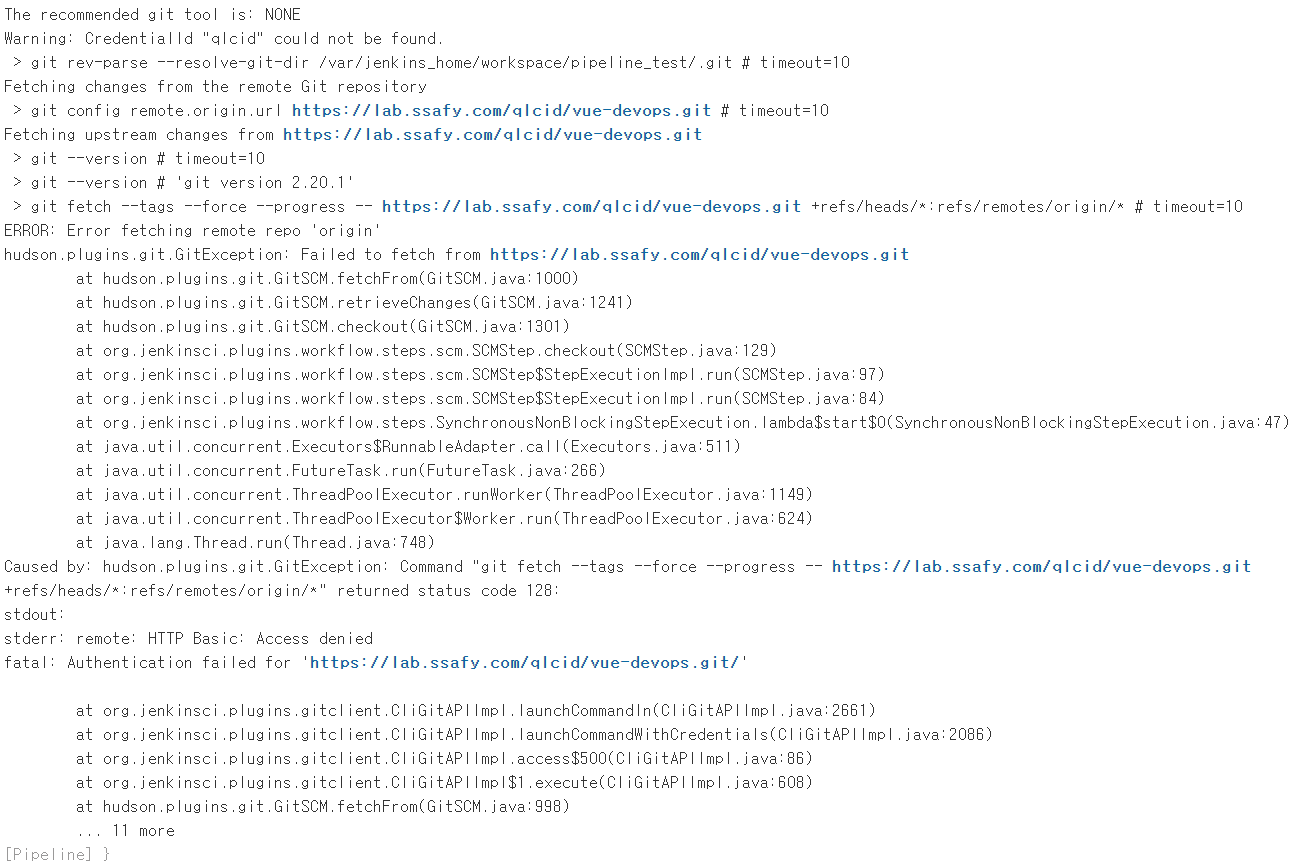 The recommended git tool is: NONE
Warning: CredentialId "qlcid" could not be found.
 > git rev-parse --resolve-git-dir /var/jenkins_home/workspace/pipeline_test/.git # timeout=10
Fetching changes from the remote Git repository
 > git config remote.origin.url https://lab.ssafy.com/qlcid/vue-devops.git # timeout=10
Fetching upstream changes from https://lab.ssafy.com/qlcid/vue-devops.git
 > git --version # timeout=10
 > git --version # 'git version 2.20.1'
 > git fetch --tags --force --progress -- https://lab.ssafy.com/qlcid/vue-devops.git +refs/heads/*:refs/remotes/origin/* # timeout=10
ERROR: Error fetching remote repo 'origin'
hudson.plugins.git.GitException: Failed to fetch from https://lab.ssafy.com/qlcid/vue-devops.git
	at hudson.plugins.git.GitSCM.fetchFrom(GitSCM.java:1000)
	at hudson.plugins.git.GitSCM.retrieveChanges(GitSCM.java:1241)
	at hudson.plugins.git.GitSCM.checkout(GitSCM.java:1301)
	at org.jenkinsci.plugins.workflow.steps.scm.SCMStep.checkout(SCMStep.java:129)
	at org.jenkinsci.plugins.workflow.steps.scm.SCMStep$StepExecutionImpl.run(SCMStep.java:97)
	at org.jenkinsci.plugins.workflow.steps.scm.SCMStep$StepExecutionImpl.run(SCMStep.java:84)
	at org.jenkinsci.plugins.workflow.steps.SynchronousNonBlockingStepExecution.lambda$start$0(SynchronousNonBlockingStepExecution.java:47)
	at java.util.concurrent.Executors$RunnableAdapter.call(Executors.java:511)
	at java.util.concurrent.FutureTask.run(FutureTask.java:266)
	at java.util.concurrent.ThreadPoolExecutor.runWorker(ThreadPoolExecutor.java:1149)
	at java.util.concurrent.ThreadPoolExecutor$Worker.run(ThreadPoolExecutor.java:624)
	at java.lang.Thread.run(Thread.java:748)
Caused by: hudson.plugins.git.GitException: Command "git fetch --tags --force --progress -- https://lab.ssafy.com/qlcid/vue-devops.git
+refs/heads/*:refs/remotes/origin/*" returned status code 128:
stdout:
stderr: remote: HTTP Basic: Access denied
fatal: Authentication failed for 'https://lab.ssafy.com/qlcid/vue-devops.git/'
	at org.jenkinsci.plugins.gitclient.CliGitAPIImpl.launchCommandIn(CliGitAPIImpl.java:2661)
	at org.jenkinsci.plugins.gitclient.CliGitAPIImpl.launchCommandWithCredentials(CliGitAPIImpl.java:2086)
	at org.jenkinsci.plugins.gitclient.CliGitAPIImpl.access$500(CliGitAPIImpl.java:86)
	at org.jenkinsci.plugins.gitclient.CliGitAPIImpl$1.execute(CliGitAPIImpl.java:608)
	at hudson.plugins.git.GitSCM.fetchFrom(GitSCM.java:998)
	... 11 more
[Pipeline] }